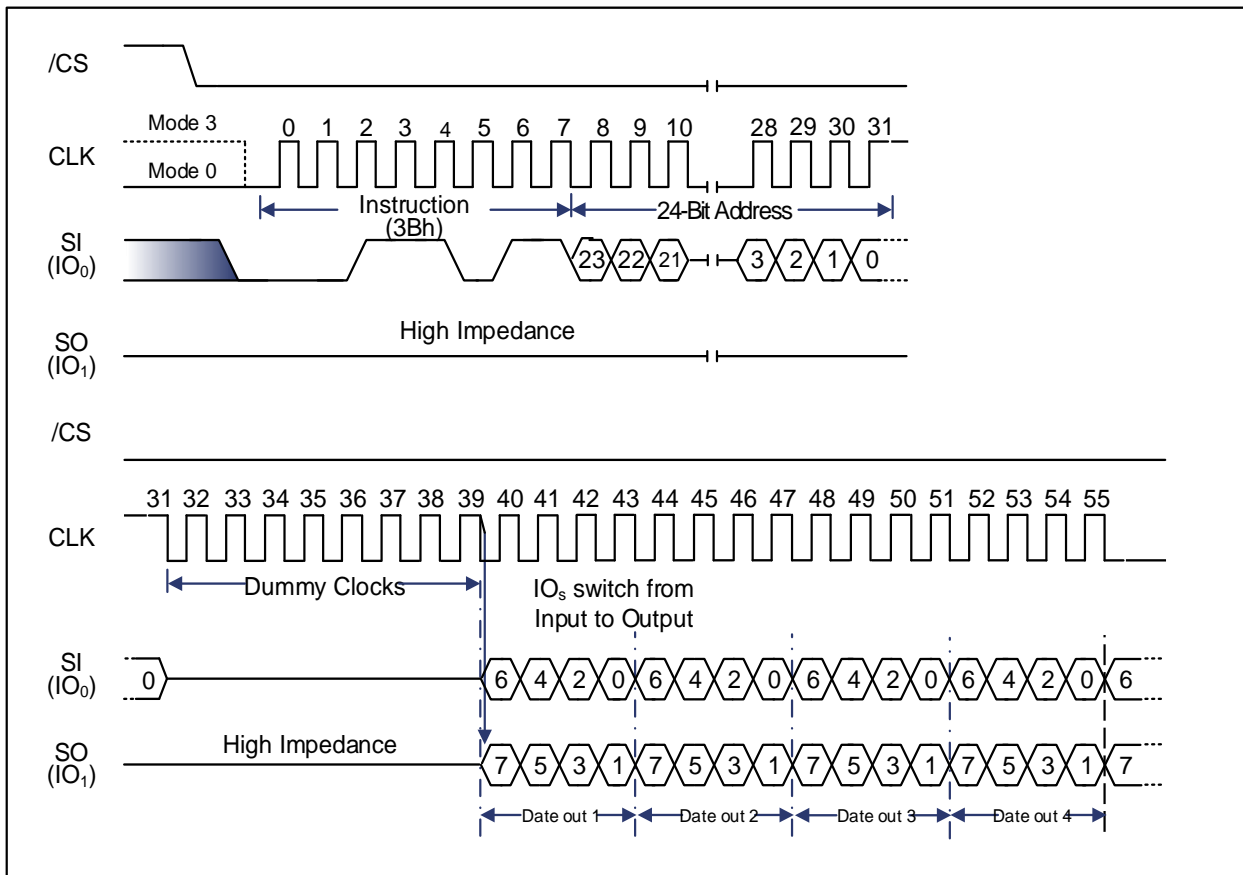 /CS
Mode 3
0 1 2 3 4 5 6 7 8 9 10 28 29 30 31
CLK
Mode 0
Instruction
(3Bh)
24-Bit Address
SI
(IO₀)
23 22 21 3 2 1 0
High Impedance
SO
(IO₁)
/CS
31 32 33 34 35 36 37 38 39 40 41 42 43 44 45 46 47 48 49 50 51 52 53 54 55
CLK
Dummy Clocks
IOₛ switch from
Input to Output
SI
(IO₀)
0 6 4 2 0 6 4 2 0 6 4 2 0 6 4 2 0 6
High Impedance
SO
(IO₁)
7 5 3 1 7 5 3 1 7 5 3 1 7 5 3 1 7
Date out 1 Date out 2 Date out 3 Date out 4